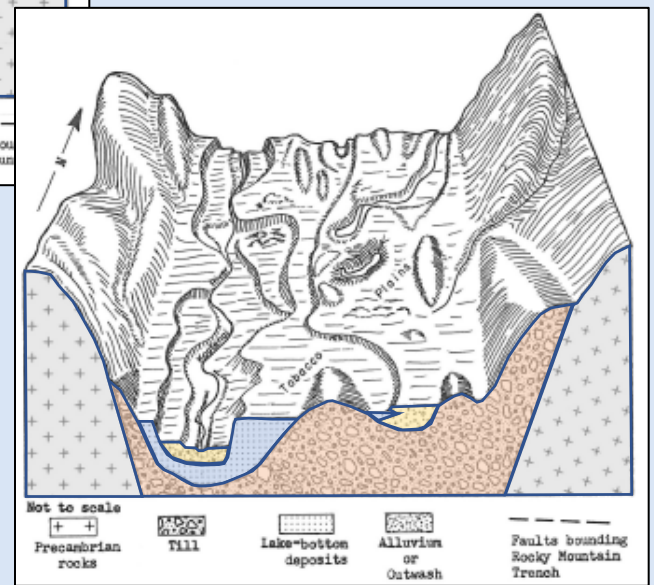 N
Plains
Tobacco
Not to scale
Precambrian
rocks
Till
Lake-bottom
deposits
Alluvium
or
Outwash
Faults bounding
Rocky Mountain
Trench